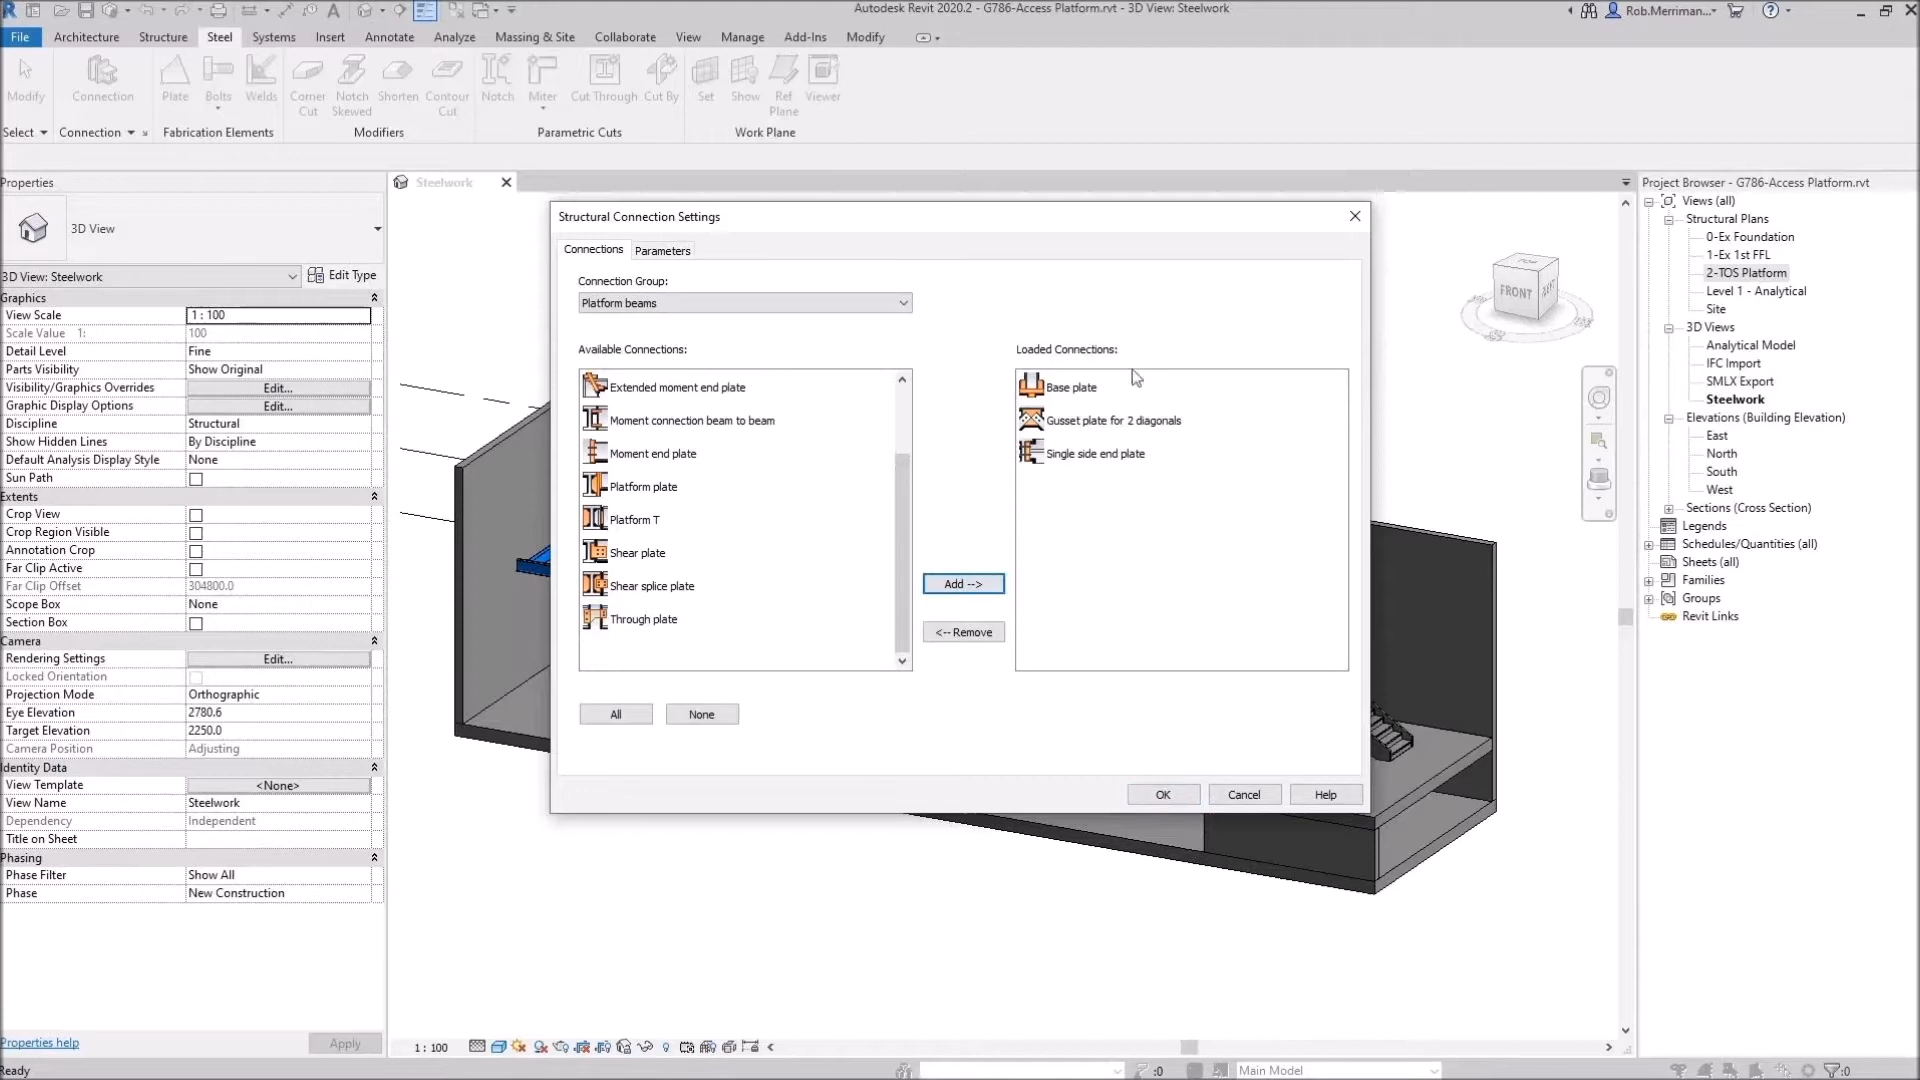 Autodesk Revit 2020.2 - G786-Access Platform.rvt - 3D View: Steelwork
Rob.Merriman...
File Architecture Structure Steel Systems Insert Annotate Analyze Massing & Site Collaborate View Manage Add-Ins Modify
Modify Connection Plate Bolts Welds Corner Cut Notch Skewed Shorten Contour Cut Notch Miter Cut Through Cut By Set Show Ref Plane Viewer
Select Connection Fabrication Elements Modifiers Parametric Cuts Work Plane
Properties
3D View
3D View: Steelwork Edit Type
Graphics
View Scale 1 : 100
Scale Value 1: 100
Detail Level Fine
Parts Visibility Show Original
Visibility/Graphics Overrides Edit...
Graphic Display Options Edit...
Discipline Structural
Show Hidden Lines By Discipline
Default Analysis Display Style None
Sun Path
Extents
Crop View
Crop Region Visible
Annotation Crop
Far Clip Active
Far Clip Offset 304800.0
Scope Box None
Section Box
Camera
Rendering Settings Edit...
Locked Orientation
Projection Mode Orthographic
Eye Elevation 2780.6
Target Elevation 2250.0
Camera Position Adjusting
Identity Data
View Template <None>
View Name Steelwork
Dependency Independent
Title on Sheet
Phasing
Phase Filter Show All
Phase New Construction
Properties help Apply
Ready
Steelwork
Structural Connection Settings
Connections Parameters
Connection Group:
Platform beams
Available Connections:
Extended moment end plate
Moment connection beam to beam
Moment end plate
Platform plate
Platform T
Shear plate
Shear splice plate
Through plate
Add -->
<-- Remove
Loaded Connections:
Base plate
Gusset plate for 2 diagonals
Single side end plate
All None
OK Cancel Help
TOP
FRONT
1 : 100
:0
Main Model
:0
Project Browser - G786-Access Platform.rvt
Views (all)
Structural Plans
0-Ex Foundation
1-Ex 1st FFL
2-TOS Platform
Level 1 - Analytical
Site
3D Views
Analytical Model
IFC Import
SMLX Export
Steelwork
Elevations (Building Elevation)
East
North
South
West
Sections (Cross Section)
Legends
Schedules/Quantities (all)
Sheets (all)
Families
Groups
Revit Links